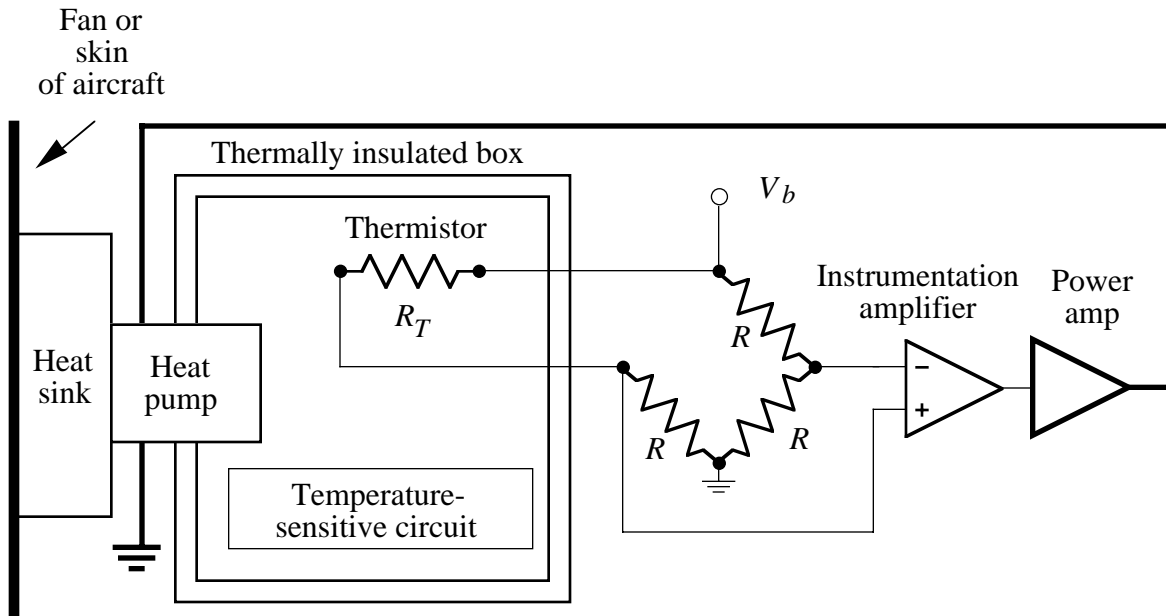 Fan or
skin
of aircraft
Thermally insulated box
V_b
Thermistor
R_T
Instrumentation
amplifier
Power
amp
R
Heat
sink
Heat
pump
−
+
R
R
Temperature-
sensitive circuit